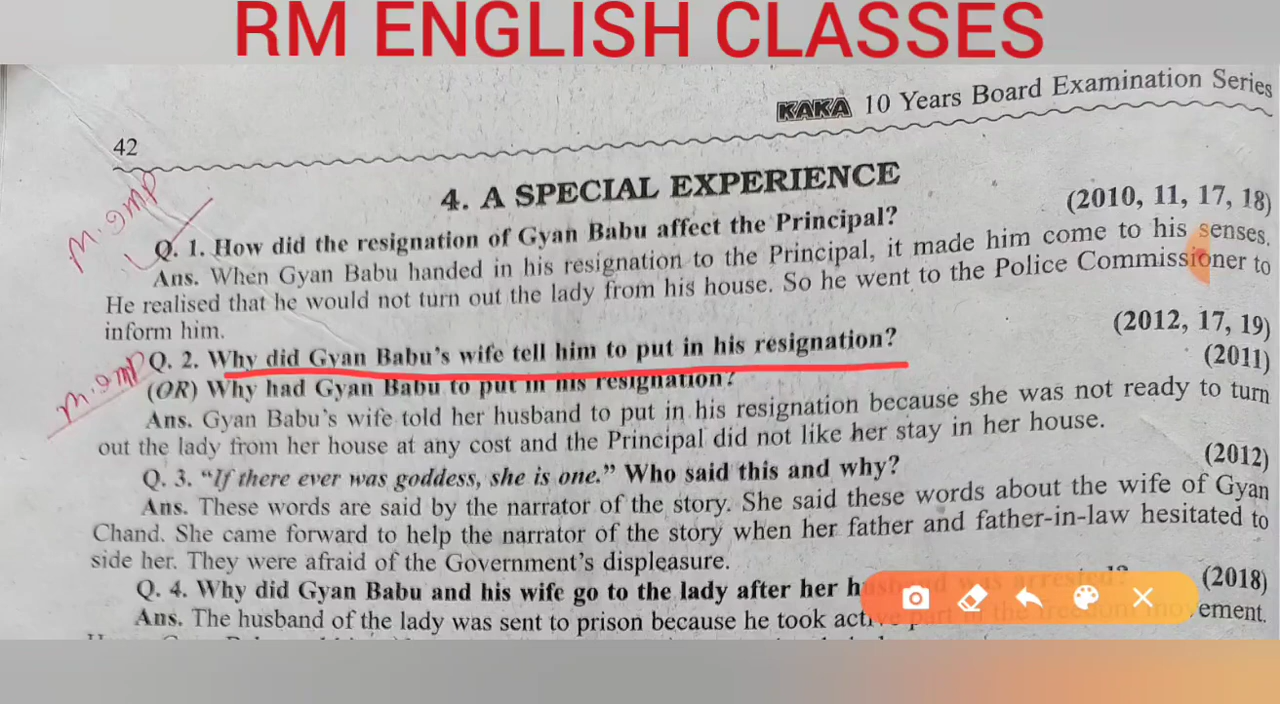 RM ENGLISH CLASSES
KAKA 10 Years Board Examination Series
42
4. A SPECIAL EXPERIENCE
M. Imp
Q. 1. How did the resignation of Gyan Babu affect the Principal? (2010, 11, 17, 18)
Ans. When Gyan Babu handed in his resignation to the Principal, it made him come to his senses.
He realised that he would not turn out the lady from his house. So he went to the Police Commissioner to
inform him.
M. Imp
Q. 2. Why did Gyan Babu's wife tell him to put in his resignation? (2012, 17, 19)
(OR) Why had Gyan Babu to put in his resignation? (2011)
Ans. Gyan Babu's wife told her husband to put in his resignation because she was not ready to turn
out the lady from her house at any cost and the Principal did not like her stay in her house.
Q. 3. "If there ever was goddess, she is one." Who said this and why? (2012)
Ans. These words are said by the narrator of the story. She said these words about the wife of Gyan
Chand. She came forward to help the narrator of the story when her father and father-in-law hesitated to
side her. They were afraid of the Government's displeasure.
Q. 4. Why did Gyan Babu and his wife go to the lady after her husband was arrested? (2018)
Ans. The husband of the lady was sent to prison because he took active part in the freedom movement.